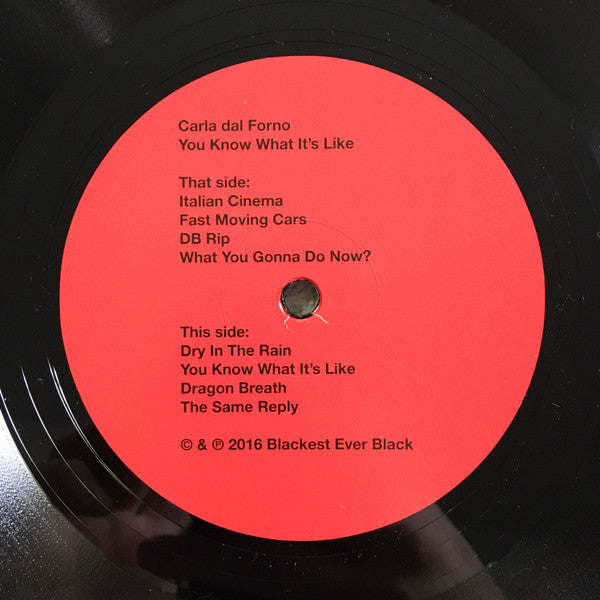 Carla dal Forno
You Know What It's Like
That side:
Italian Cinema
Fast Moving Cars
DB Rip
What You Gonna Do Now?
This side:
Dry In The Rain
You Know What It's Like
Dragon Breath
The Same Reply
© & ℗ 2016 Blackest Ever Black